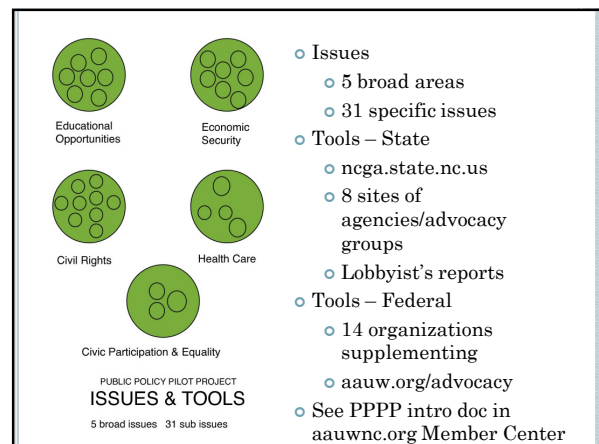 Educational
Opportunities
Economic
Security
Civil Rights
Health Care
Civic Participation & Equality
PUBLIC POLICY PILOT PROJECT
ISSUES & TOOLS
5 broad issues 31 sub issues
Issues
5 broad areas
31 specific issues
Tools – State
ncga.state.nc.us
8 sites of
agencies/advocacy
groups
Lobbyist's reports
Tools – Federal
14 organizations
supplementing
aauw.org/advocacy
See PPPP intro doc in
aauwnc.org Member Center